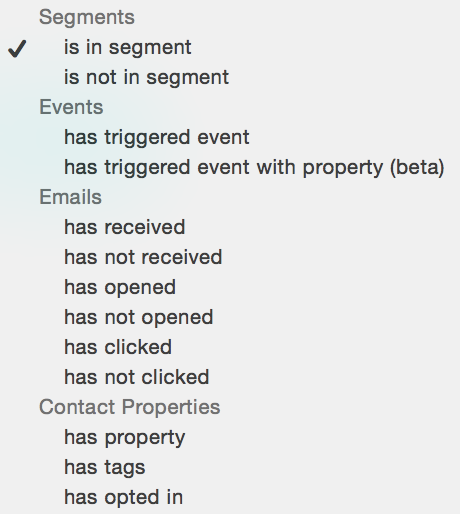 Segments
is in segment
is not in segment
Events
has triggered event
has triggered event with property (beta)
Emails
has received
has not received
has opened
has not opened
has clicked
has not clicked
Contact Properties
has property
has tags
has opted in